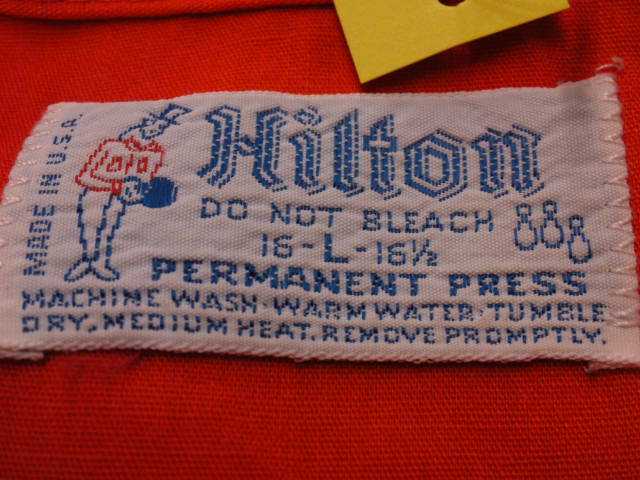 MADE IN U.S.A.
Hilton
DO NOT BLEACH
16-L-16½
PERMANENT PRESS
MACHINE WASH·WARM WATER·TUMBLE
DRY, MEDIUM HEAT. REMOVE PROMPTLY.